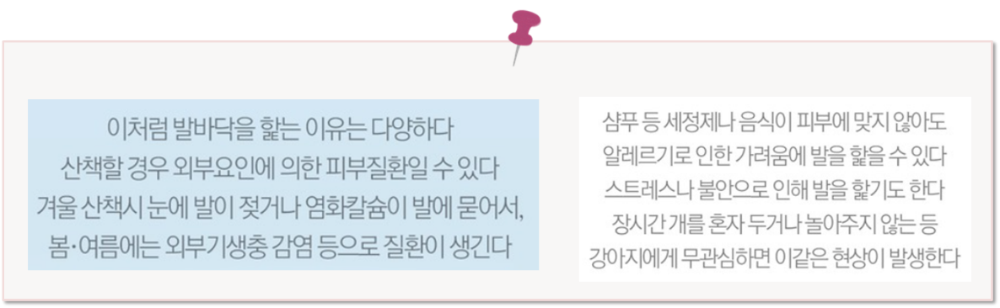 이처럼 발바닥을 핥는 이유는 다양하다
산책할 경우 외부요인에 의한 피부질환일 수 있다
겨울 산책시 눈에 발이 젖거나 염화칼슘이 발에 묻어서,
봄·여름에는 외부기생충 감염 등으로 질환이 생긴다
샴푸 등 세정제나 음식이 피부에 맞지 않아도
알레르기로 인한 가려움에 발을 핥을 수 있다
스트레스나 불안으로 인해 발을 핥기도 한다
장시간 개를 혼자 두거나 놀아주지 않는 등
강아지에게 무관심하면 이같은 현상이 발생한다